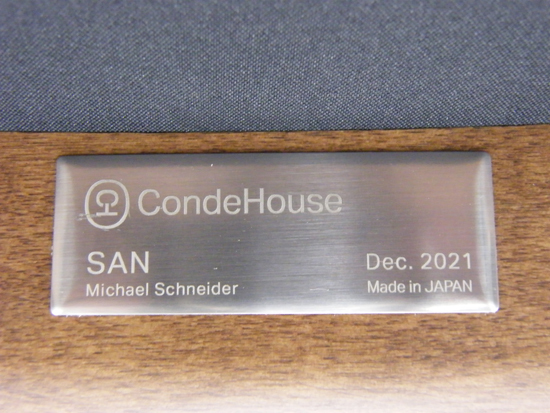 CondeHouse
SAN
Michael Schneider
Dec. 2021
Made in JAPAN